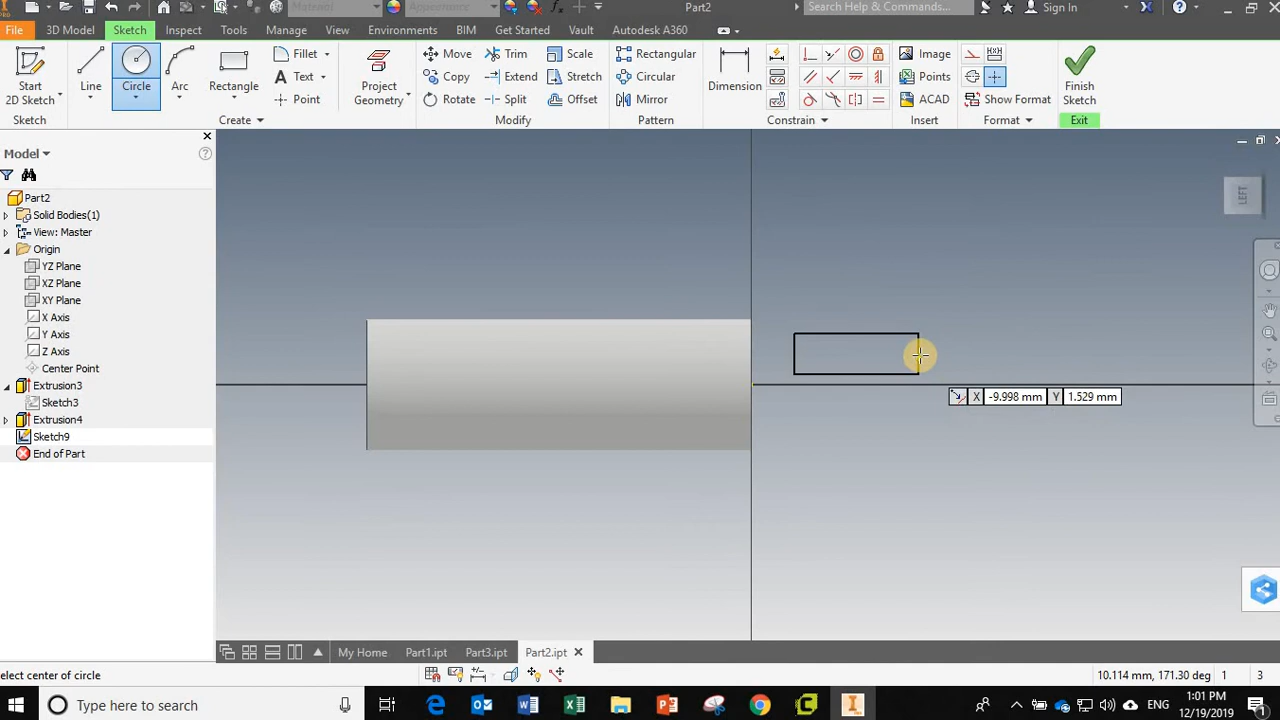 Material
Appearance
Part2
Search Help & Commands...
Sign In
File
3D Model
Sketch
Inspect
Tools
Manage
View
Environments
BIM
Get Started
Vault
Autodesk A360
Start
2D Sketch
Line
Circle
Arc
Rectangle
Fillet
Text
Point
Project
Geometry
Move
Copy
Rotate
Trim
Extend
Split
Scale
Stretch
Offset
Rectangular
Circular
Mirror
Dimension
Image
Points
ACAD
Show Format
Finish
Sketch
Sketch
Create
Modify
Pattern
Constrain
Insert
Format
Exit
Model
Part2
Solid Bodies(1)
View: Master
Origin
YZ Plane
XZ Plane
XY Plane
X Axis
Y Axis
Z Axis
Center Point
Extrusion3
Sketch3
Extrusion4
Sketch9
End of Part
LEFT
X -9.998 mm Y 1.529 mm
My Home
Part1.ipt
Part3.ipt
Part2.ipt
elect center of circle
10.114 mm, 171.30 deg 1 3
Type here to search
ENG
1:01 PM
12/19/2019